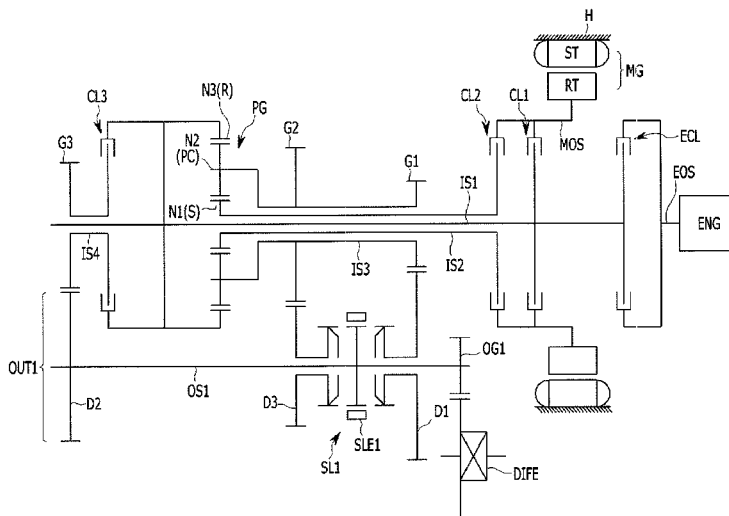 H
ST
MG
RT
CL3
N3(R)
PG
CL2
CL1
G3
N2
(PC)
G2
MOS
ECL
G1
EOS
N1(S)
IS1
ENG
IS4
IS3
IS2
OUT1
OS1
OG1
D2
D3
D1
SLE1
SL1
DIFE